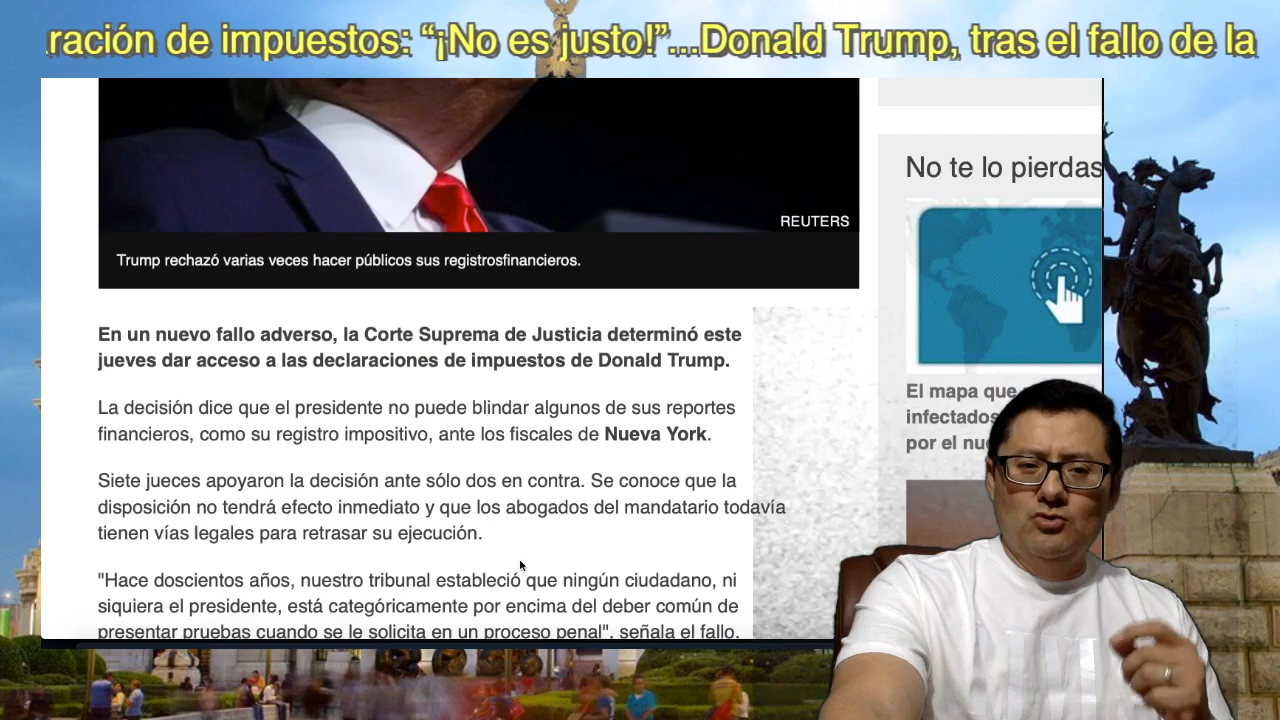 ración de impuestos: “¡No es justo!”...Donald Trump, tras el fallo de la
REUTERS
Trump rechazó varias veces hacer públicos sus registrosfinancieros.
En un nuevo fallo adverso, la Corte Suprema de Justicia determinó este
jueves dar acceso a las declaraciones de impuestos de Donald Trump.
La decisión dice que el presidente no puede blindar algunos de sus reportes
financieros, como su registro impositivo, ante los fiscales de Nueva York.
Siete jueces apoyaron la decisión ante sólo dos en contra. Se conoce que la
disposición no tendrá efecto inmediato y que los abogados del mandatario todavía
tienen vías legales para retrasar su ejecución.
"Hace doscientos años, nuestro tribunal estableció que ningún ciudadano, ni
siquiera el presidente, está categóricamente por encima del deber común de
presentar pruebas cuando se le solicita en un proceso penal", señala el fallo.
No te lo pierdas
El mapa que
infectados
por el nu